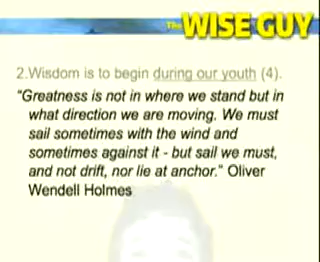 The WISE GUY
2.Wisdom is to begin during our youth (4).
"Greatness is not in where we stand but in
what direction we are moving. We must
sail sometimes with the wind and
sometimes against it - but sail we must,
and not drift, nor lie at anchor." Oliver
Wendell Holmes